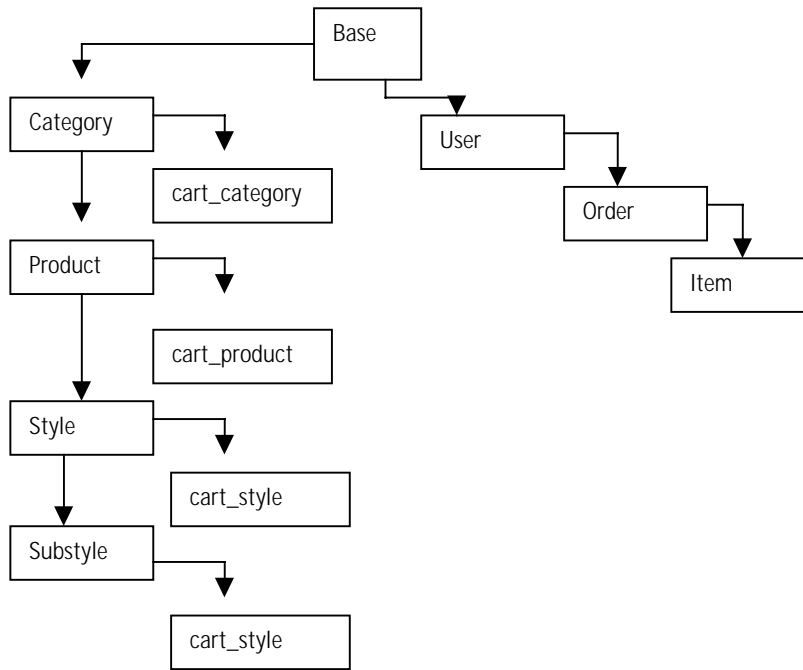 Base
Category
User
cart_category
Order
Product
Item
cart_product
Style
cart_style
Substyle
cart_style